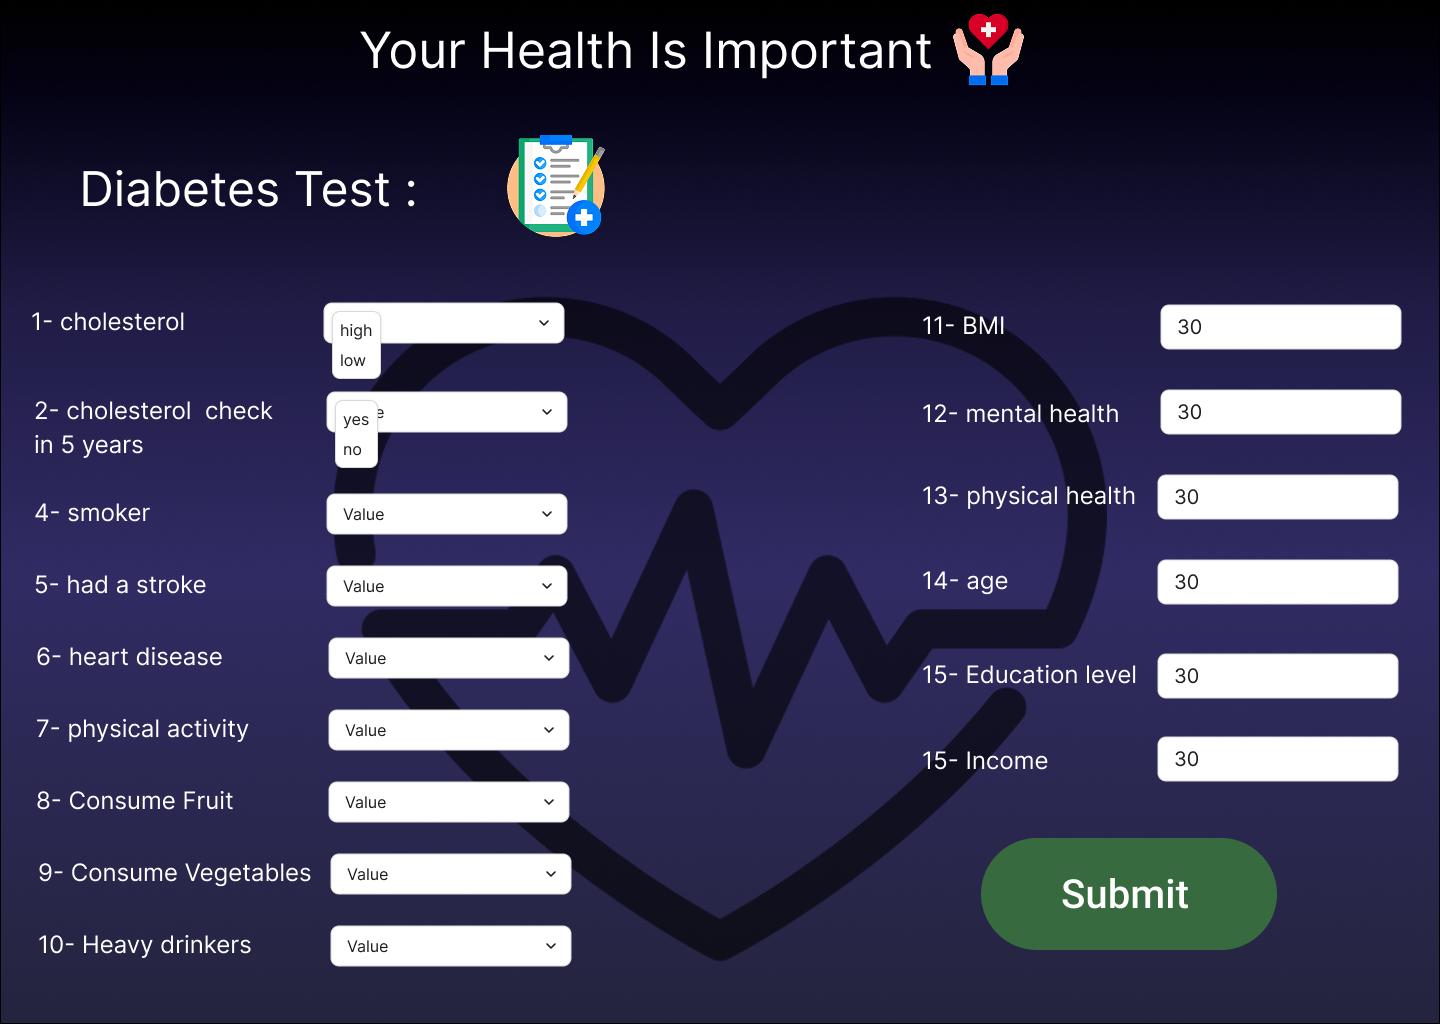 Your Health Is Important
Diabetes Test :
1- cholesterol
high
low
2- cholesterol  check
in 5 years
yes
no
4- smoker
Value
5- had a stroke
Value
6- heart disease
Value
7- physical activity
Value
8- Consume Fruit
Value
9- Consume Vegetables
Value
10- Heavy drinkers
Value
11- BMI
30
12- mental health
30
13- physical health
30
14- age
30
15- Education level
30
15- Income
30
Submit